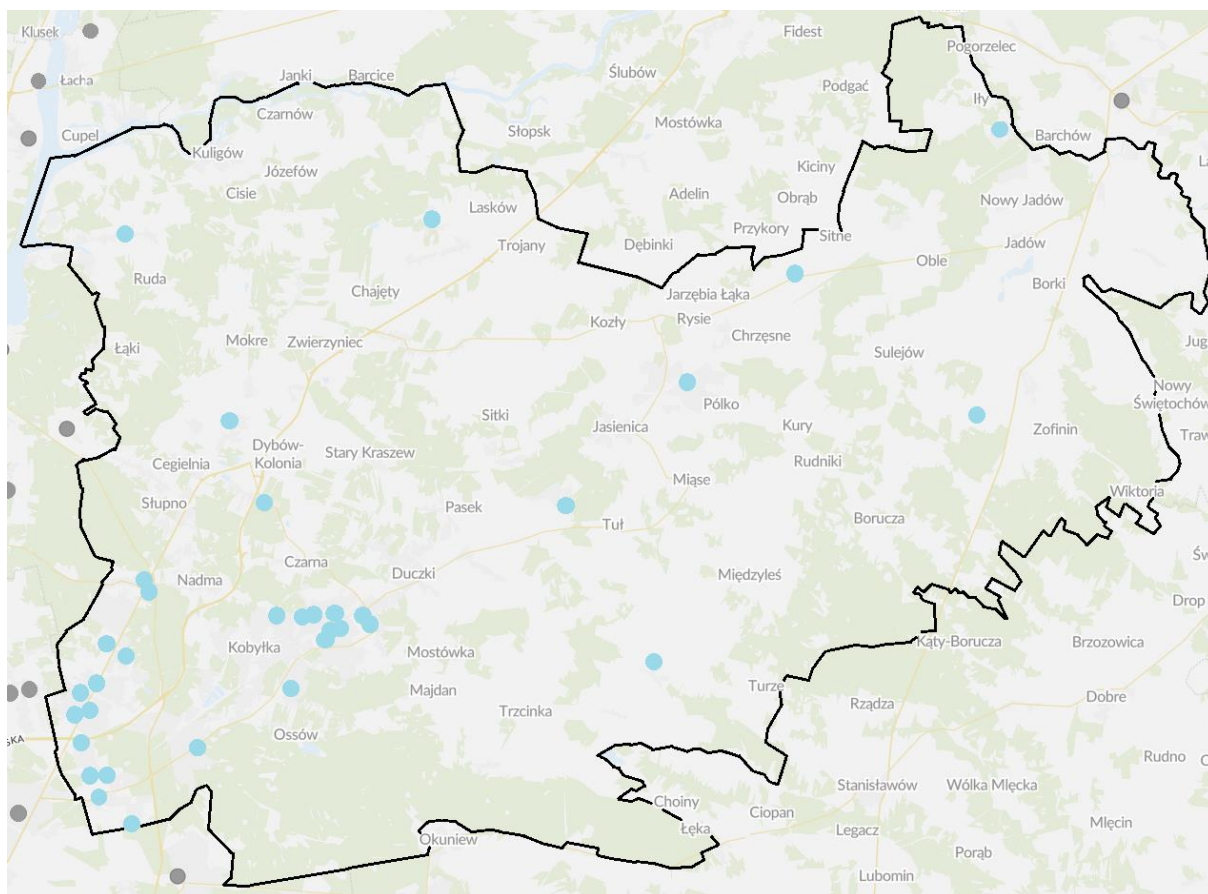 Klusek
Fidest
Pogorzelec
Łacha
Janki
Barcice
Ślubów
Podgać
Iły
Czarnów
Cupel
Słopsk
Mostówka
Barchów
Kuligów
Józefów
Kiciny
Cisie
Adelin
Obrąb
Nowy Jadów
Lasków
Przykory
Sitne
Trojany
Dębinki
Jadów
Oble
Ruda
Chajęty
Jarzębia Łąka
Borki
Kozły
Rysie
Chrzęsne
Mokre
Zwierzyniec
Łąki
Sulejów
Nowy
Świętochów
Pólko
Sitki
Jasienica
Kury
Zofinin
Dybów-
Kolonia
Stary Kraszew
Cegielnia
Rudniki
Miąse
Wiktoria
Słupno
Pasek
Tuł
Borucza
Czarna
Duczki
Nadma
Międzyleś
Drop
Kobyłka
Mostówka
Kąty-Borucza
Brzozowica
Majdan
Turze
Trzcinka
Rządza
Dobre
Ossów
SKA
Rudno
Stanisławów
Wólka Mlęcka
Choiny
Ciopan
Łęka
Legacz
Mlęcin
Okuniew
Porąb
Lubomin